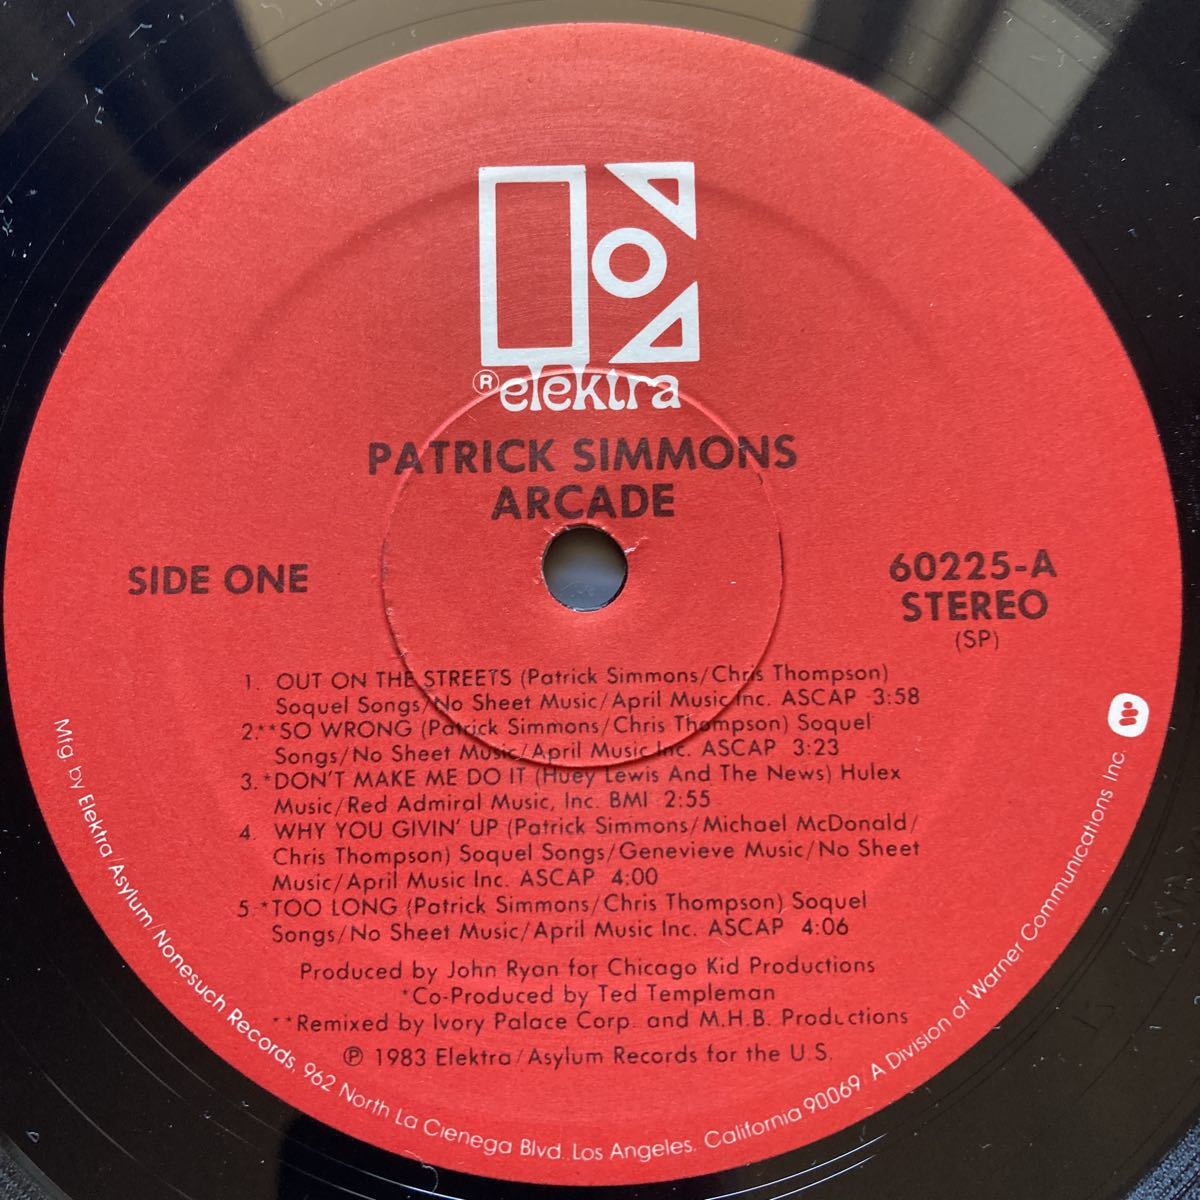 ® elektra
PATRICK SIMMONS
ARCADE
SIDE ONE
60225-A
STEREO
(SP)
1. OUT ON THE STREETS (Patrick Simmons/Chris Thompson)
Soquel Songs/No Sheet Music/April Music Inc. ASCAP 3:58
2.**SO WRONG (Patrick Simmons/Chris Thompson) Soquel
Songs/No Sheet Music/April Music Inc. ASCAP 3:23
3.*DON'T MAKE ME DO IT (Huey Lewis And The News) Hulex
Music/Red Admiral Music, Inc. BMI 2:55
4. WHY YOU GIVIN' UP (Patrick Simmons/Michael McDonald/
Chris Thompson) Soquel Songs/Genevieve Music/No Sheet
Music/April Music Inc. ASCAP 4:00
5.*TOO LONG (Patrick Simmons/Chris Thompson) Soquel
Songs/No Sheet Music/April Music Inc. ASCAP 4:06
Produced by John Ryan for Chicago Kid Productions
*Co-Produced by Ted Templeman
**Remixed by Ivory Palace Corp. and M.H.B. Productions
℗ 1983 Elektra/Asylum Records for the U.S.
Mfg by Elektra/Asylum/Nonesuch Records, 962 North La Cienega Blvd., Los Angeles, California 90069/A Division of Warner Communications Inc.